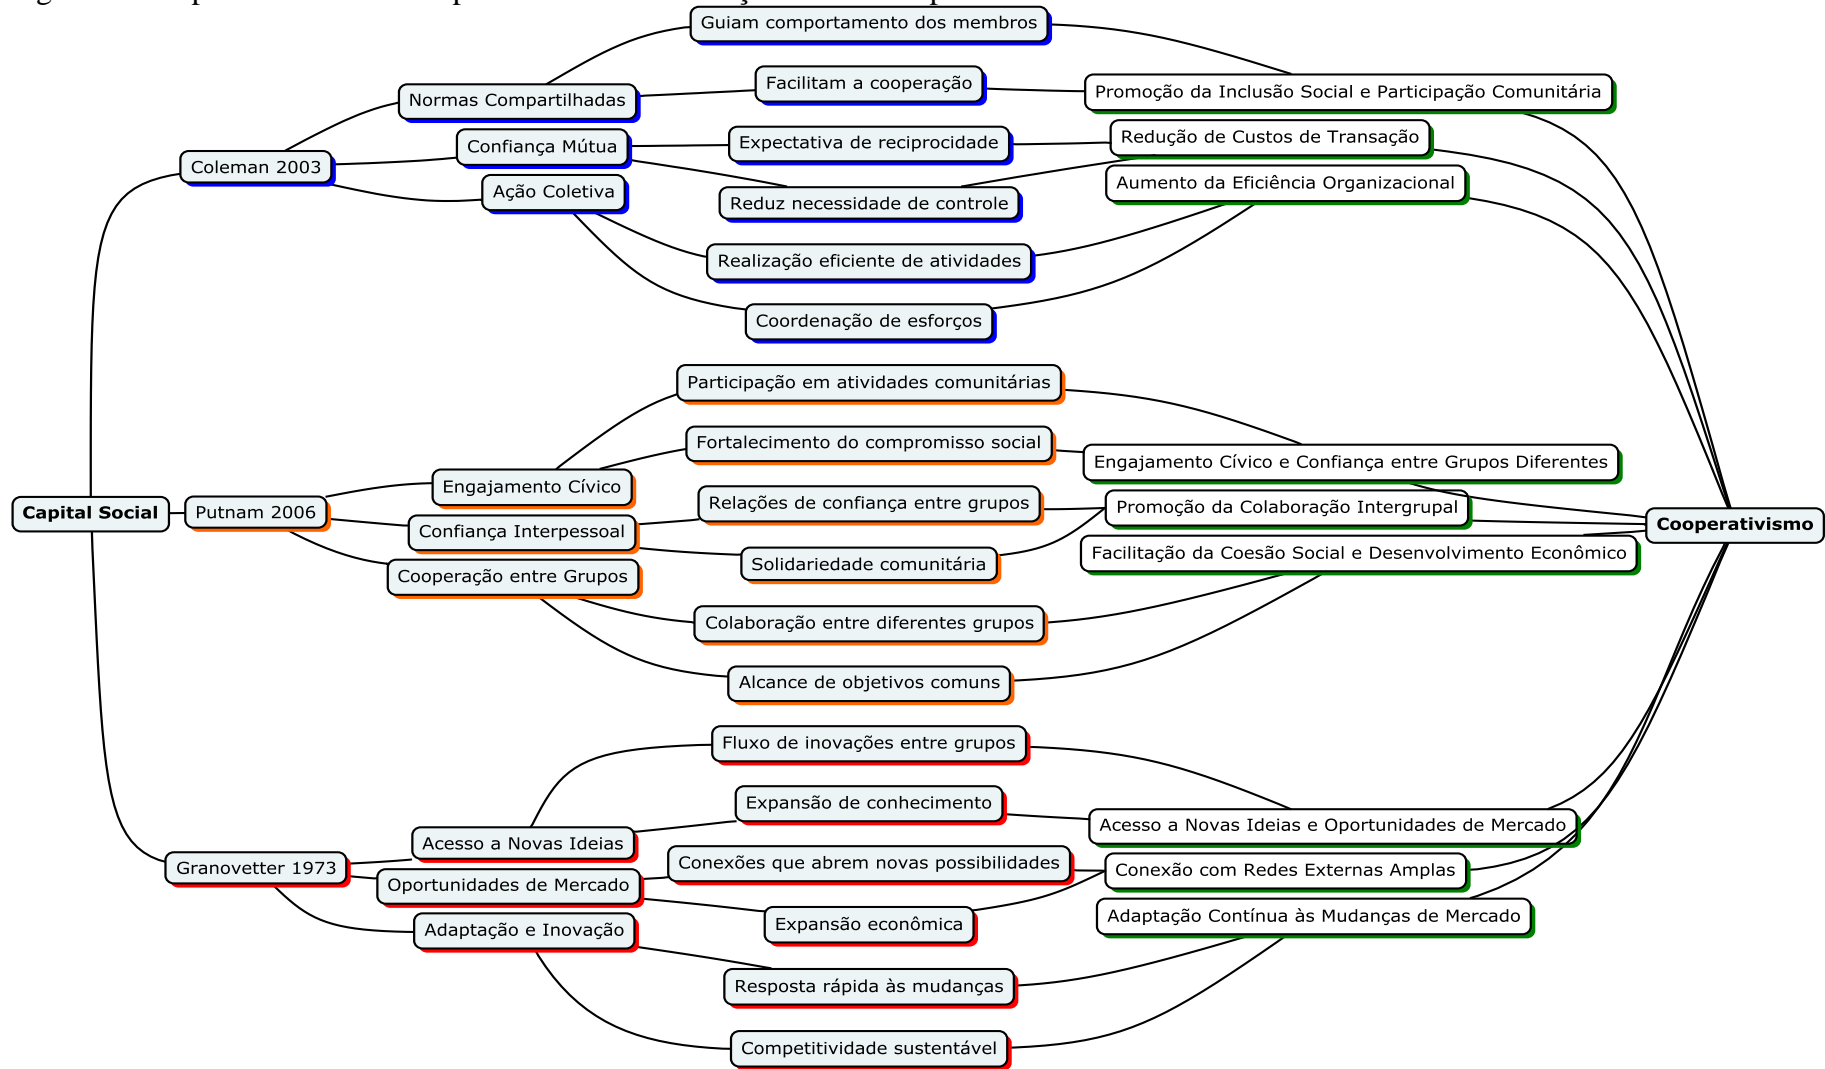 Capital Social
Coleman 2003
Normas Compartilhadas
Confiança Mútua
Ação Coletiva
Guiam comportamento dos membros
Facilitam a cooperação
Expectativa de reciprocidade
Reduz necessidade de controle
Realização eficiente de atividades
Coordenação de esforços
Promoção da Inclusão Social e Participação Comunitária
Redução de Custos de Transação
Aumento da Eficiência Organizacional
Putnam 2006
Engajamento Cívico
Confiança Interpessoal
Cooperação entre Grupos
Participação em atividades comunitárias
Fortalecimento do compromisso social
Relações de confiança entre grupos
Solidariedade comunitária
Colaboração entre diferentes grupos
Alcance de objetivos comuns
Engajamento Cívico e Confiança entre Grupos Diferentes
Promoção da Colaboração Intergrupal
Facilitação da Coesão Social e Desenvolvimento Econômico
Granovetter 1973
Acesso a Novas Ideias
Oportunidades de Mercado
Adaptação e Inovação
Fluxo de inovações entre grupos
Expansão de conhecimento
Conexões que abrem novas possibilidades
Expansão econômica
Resposta rápida às mudanças
Competitividade sustentável
Acesso a Novas Ideias e Oportunidades de Mercado
Conexão com Redes Externas Amplas
Adaptação Contínua às Mudanças de Mercado
Cooperativismo